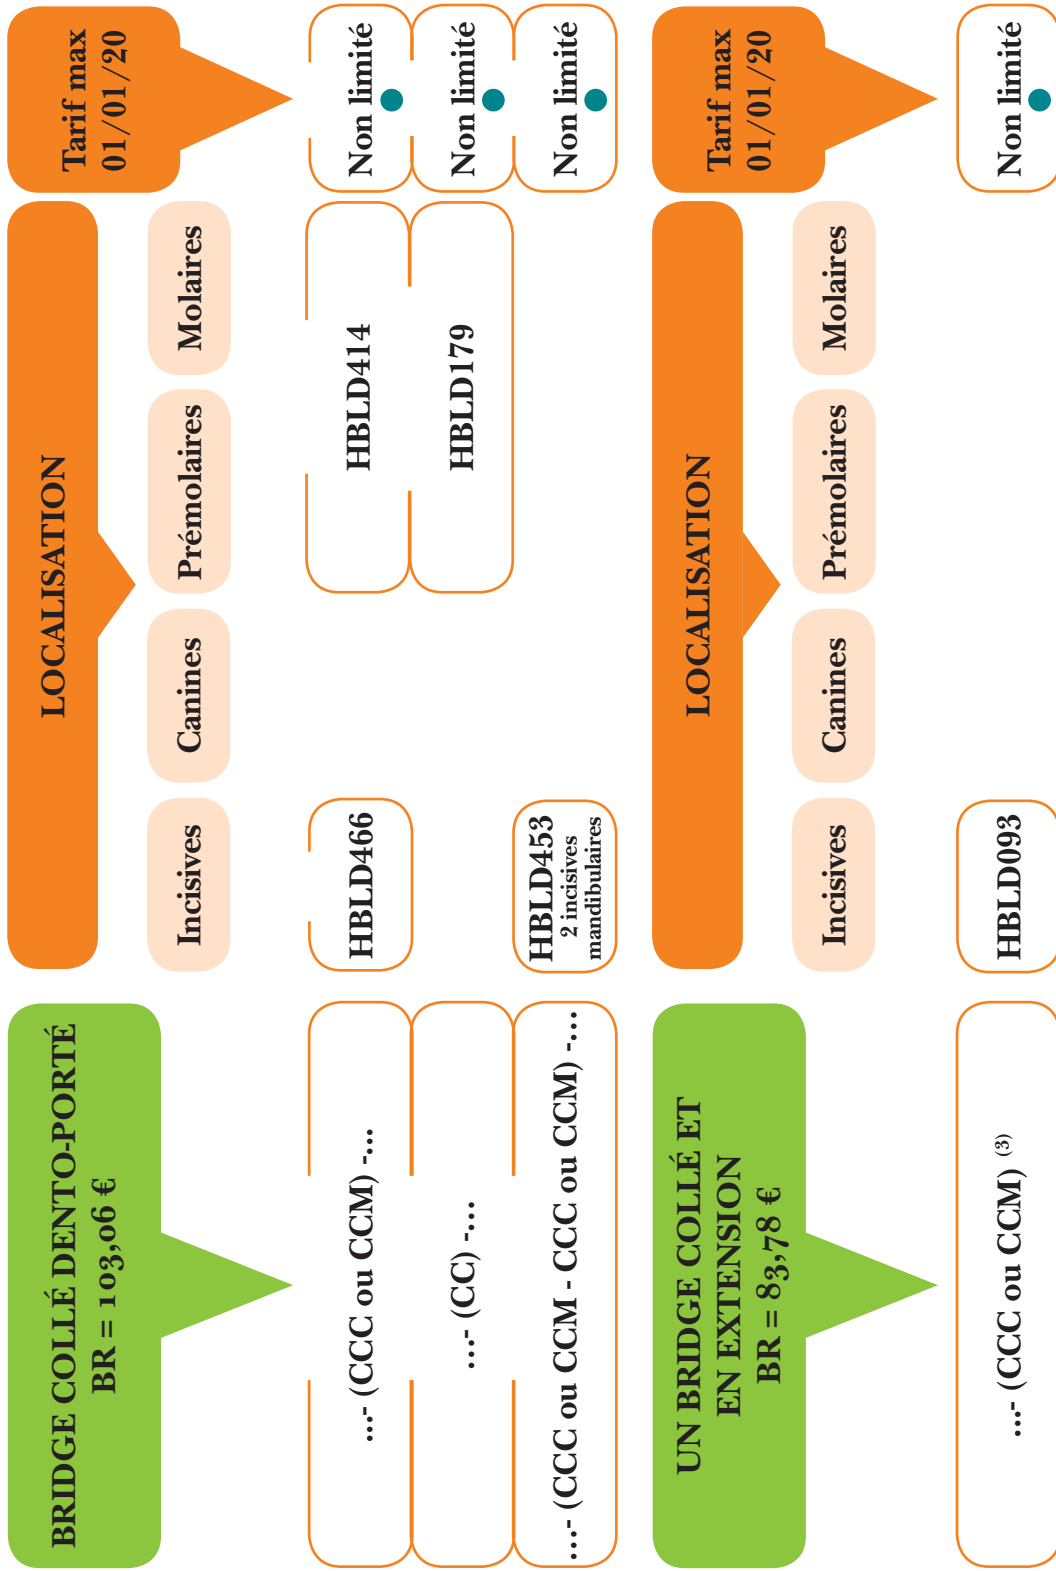 BRIDGE COLLÉ DENTO-PORTÉ
BR = 103,06 €
LOCALISATION
Tarif max
01/01/20
Incisives
Canines
Prémolaires
Molaires
...- (CCC ou CCM) -...
HBLD466
HBLD414
Non limité
...- (CC) -...
HBLD179
Non limité
...- (CCC ou CCM - CCC ou CCM) -...
HBLD453
2 incisives
mandibulaires
Non limité
UN BRIDGE COLLÉ ET
EN EXTENSION
BR = 83,78 €
LOCALISATION
Tarif max
01/01/20
Incisives
Canines
Prémolaires
Molaires
...- (CCC ou CCM) (3)
HBLD093
Non limité